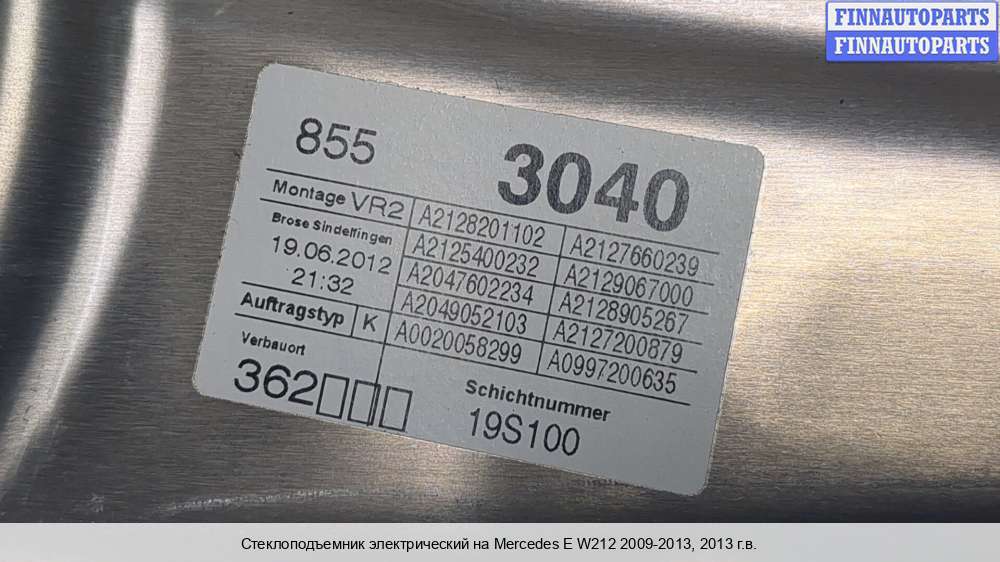 FINNAUTOPARTS
FINNAUTOPARTS
855 3040
Montage VR2
Brose Sindelfingen
19.06.2012
21:32
Auftragstyp K
A2128201102 A2127660239
A2125400232 A2129067000
A2047602234 A2128905267
A2049052103 A2127200879
A0020058299 A0997200635
Verbauort
362▯▯▯
Schichtnummer
19S100
Стеклоподъемник электрический на Mercedes E W212 2009-2013, 2013 г.в.